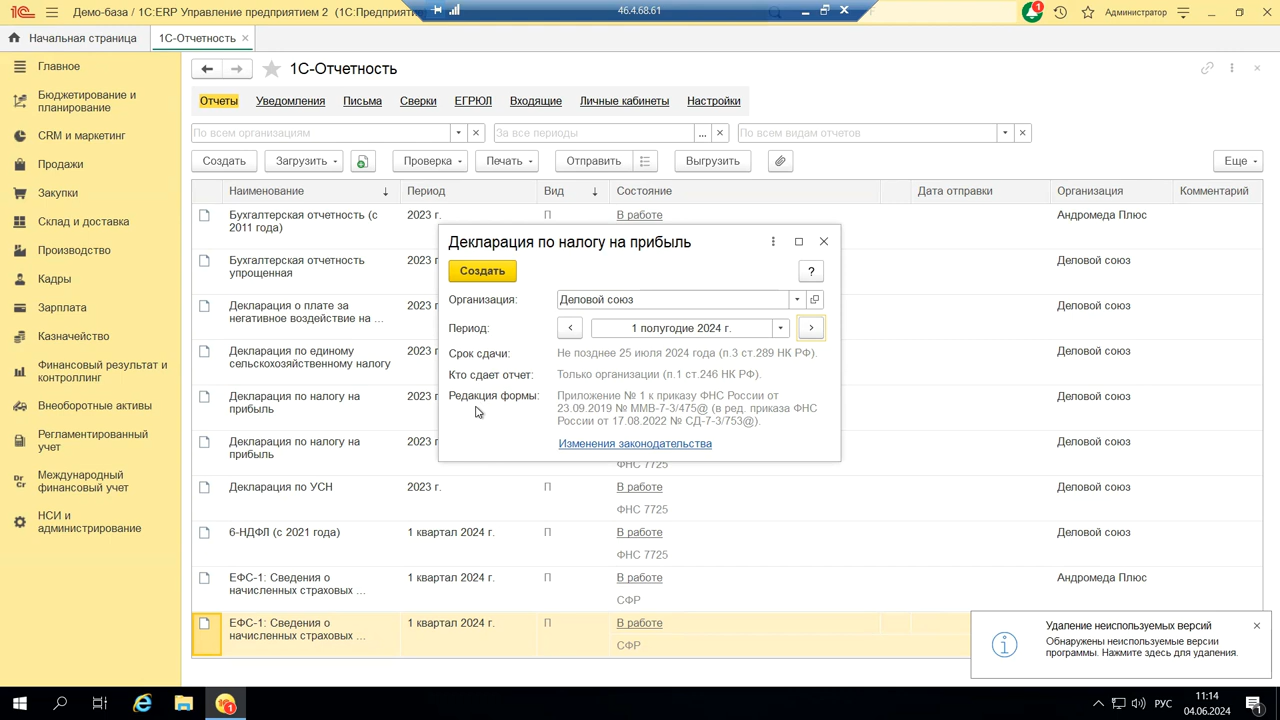 Демо-база / 1С:ERP Управление предприятием 2 (1С:Предприятие
46.4.68.61
1
Администратор
Начальная страница
1С-Отчетность
Главное
Бюджетирование и планирование
CRM и маркетинг
Продажи
Закупки
Склад и доставка
Производство
Кадры
Зарплата
Казначейство
Финансовый результат и контроллинг
Внеоборотные активы
Регламентированный учет
Международный финансовый учет
НСИ и администрирование
1С-Отчетность
Отчеты Уведомления Письма Сверки ЕГРЮЛ Входящие Личные кабинеты Настройки
По всем организациям За все периоды ... По всем видам отчетов
Создать Загрузить Проверка Печать Отправить Выгрузить Еще
Наименование Период Вид Состояние Дата отправки Организация Комментарий
Бухгалтерская отчетность (с 2023 г. П В работе Андромеда Плюс
2011 года)
Бухгалтерская отчетность 2023 г. Деловой союз
упрощенная
Декларация о плате за 2023 г. Деловой союз
негативное воздействие на ...
Декларация по единому 2023 г. Деловой союз
сельскохозяйственному налогу
Декларация по налогу на 2023 г. Деловой союз
прибыль
Декларация по налогу на 2023 г. Деловой союз
прибыль
ФНС 7725
Декларация по УСН 2023 г. П В работе Деловой союз
ФНС 7725
6-НДФЛ (с 2021 года) 1 квартал 2024 г. П В работе Деловой союз
ФНС 7725
ЕФС-1: Сведения о 1 квартал 2024 г. П В работе Андромеда Плюс
начисленных страховых ...
СФР
ЕФС-1: Сведения о 1 квартал 2024 г. П В работе
начисленных страховых ...
СФР
Декларация по налогу на прибыль
Создать ?
Организация: Деловой союз
Период: 1 полугодие 2024 г.
Срок сдачи: Не позднее 25 июля 2024 года (п.3 ст.289 НК РФ).
Кто сдает отчет: Только организации (п.1 ст.246 НК РФ).
Редакция формы: Приложение № 1 к приказу ФНС России от
23.09.2019 № ММВ-7-3/475@ (в ред. приказа ФНС
России от 17.08.2022 № СД-7-3/753@).
Изменения законодательства
Удаление неиспользуемых версий
Обнаружены неиспользуемые версии
программы. Нажмите здесь для удаления.
РУС
11:14
04.06.2024
1